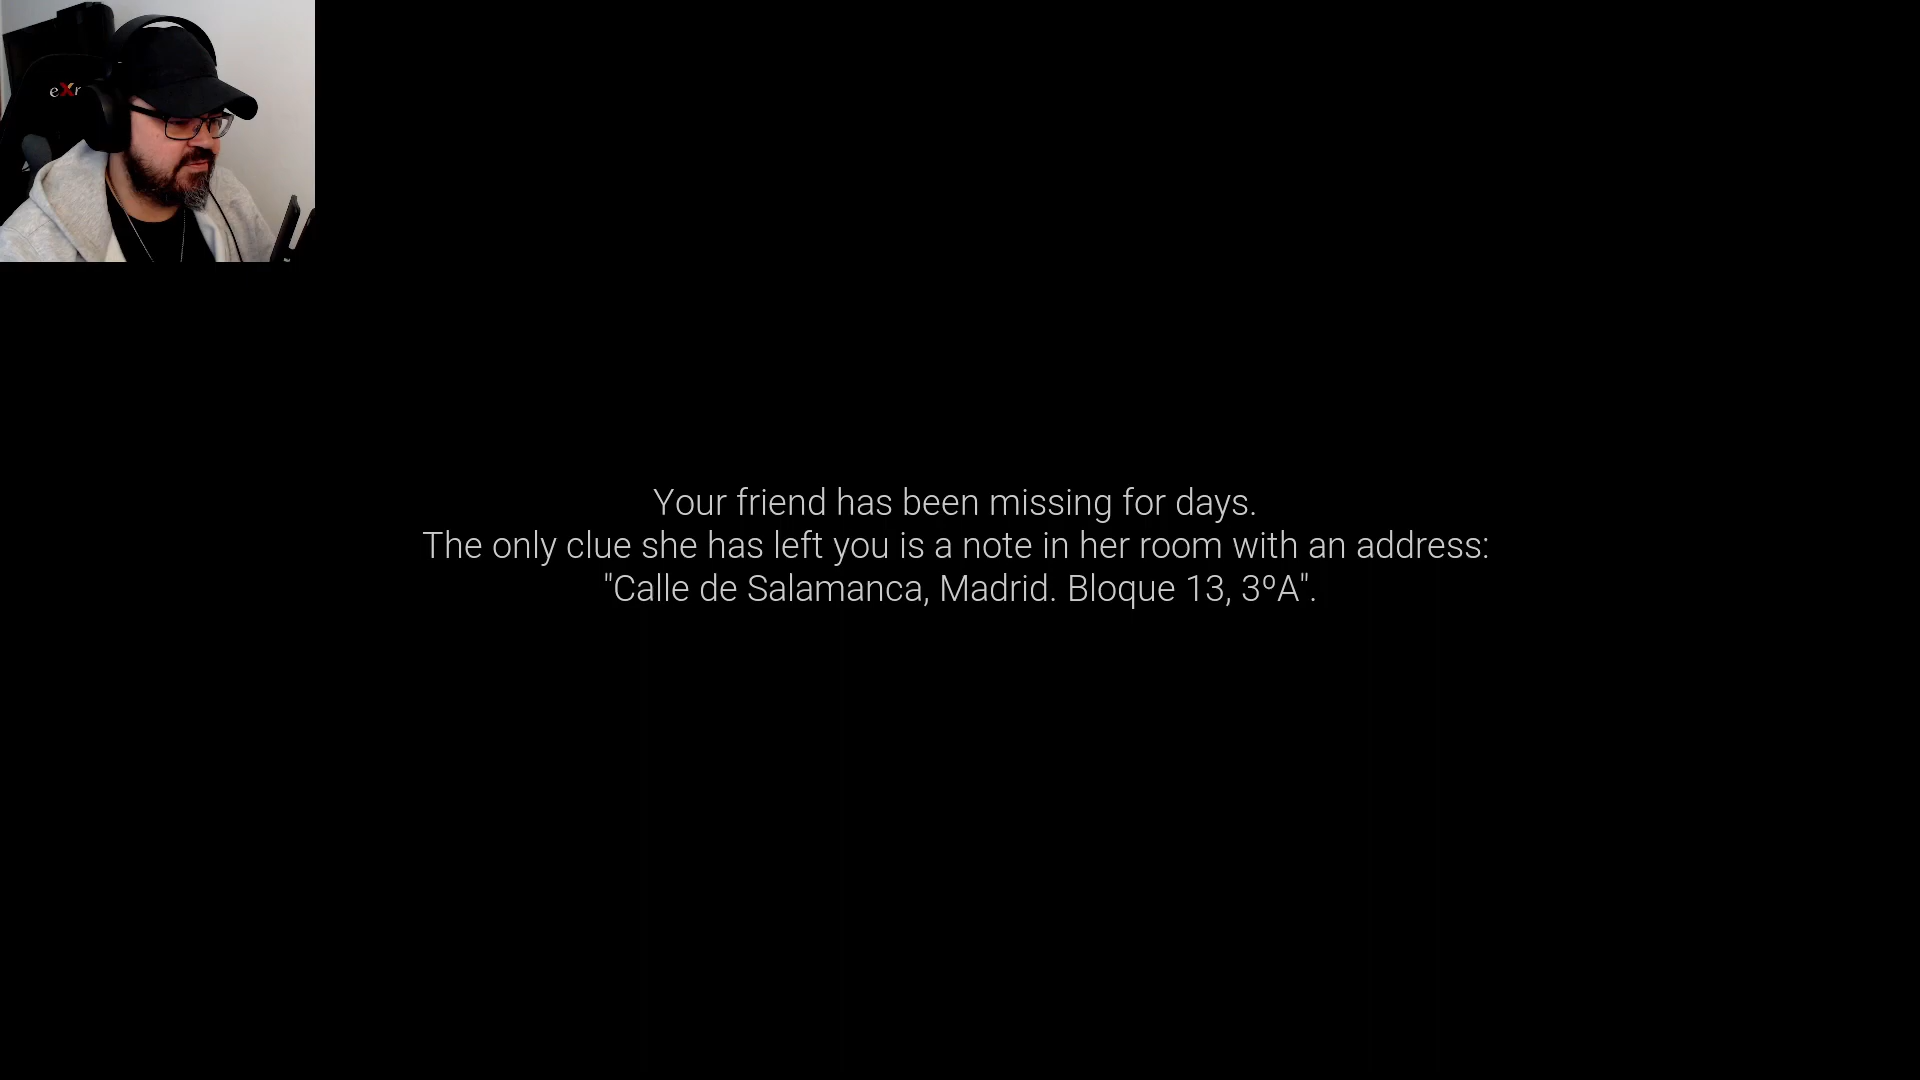 eXr
Your friend has been missing for days.
The only clue she has left you is a note in her room with an address:
"Calle de Salamanca, Madrid. Bloque 13, 3ºA".